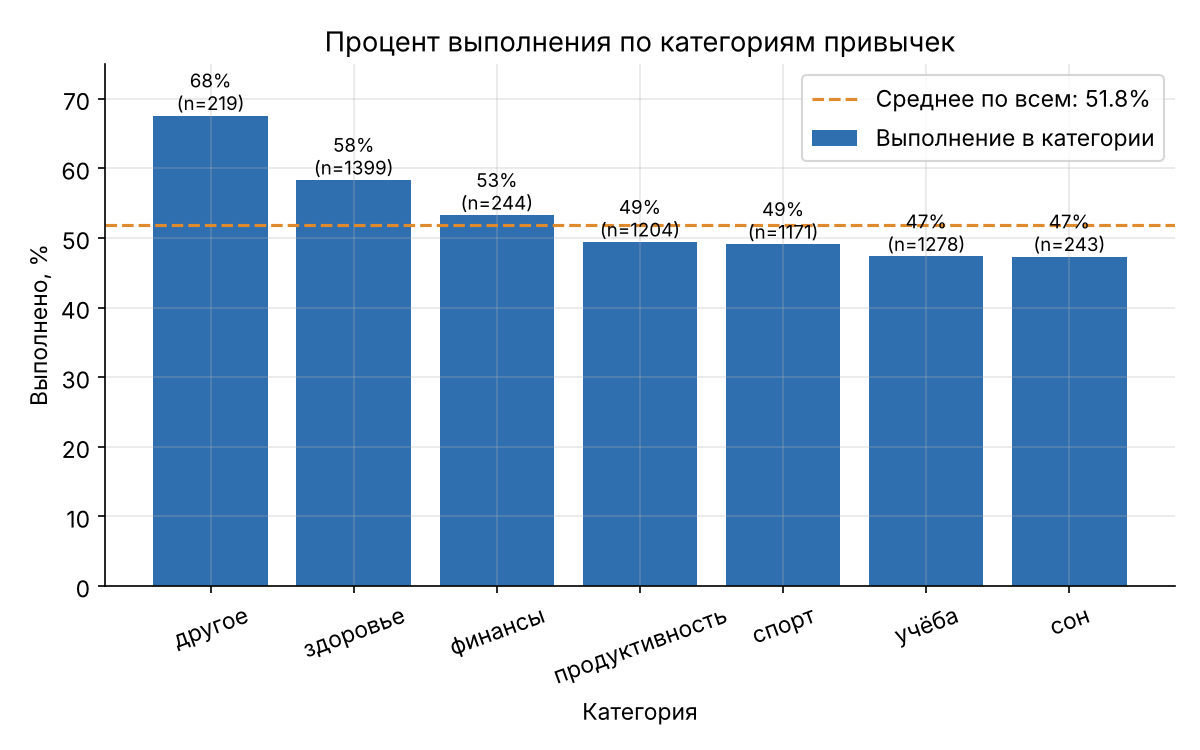 Процент выполнения по категориям привычек
Среднее по всем: 51.8%
Выполнение в категории
68%
(n=219)
58%
(n=1399)
53%
(n=244)
49%
(n=1204)
49%
(n=1171)
47%
(n=1278)
47%
(n=243)
Выполнено, %
70
60
50
40
30
20
10
0
другое
здоровье
финансы
продуктивность
спорт
учёба
сон
Категория